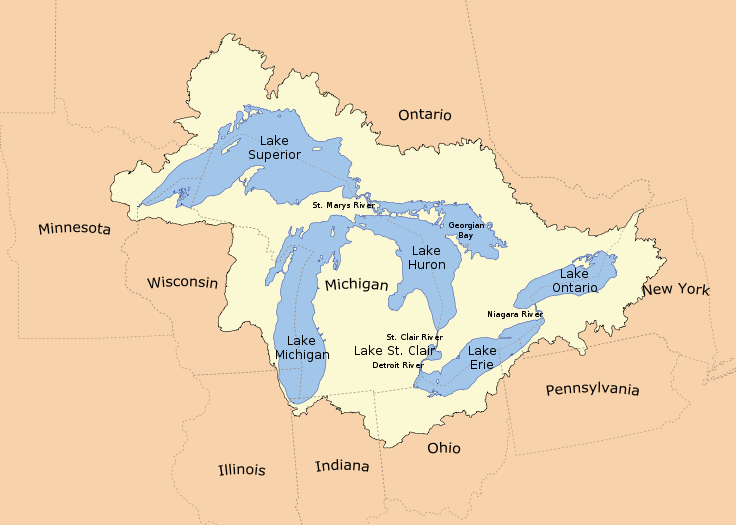 Ontario
Lake
Superior
St. Marys River
Georgian
Bay
Minnesota
Lake
Huron
Wisconsin
Michigan
Lake
Ontario
New York
Niagara River
St. Clair River
Lake
Michigan
Lake St. Clair
Lake
Erie
Detroit River
Pennsylvania
Ohio
Illinois
Indiana